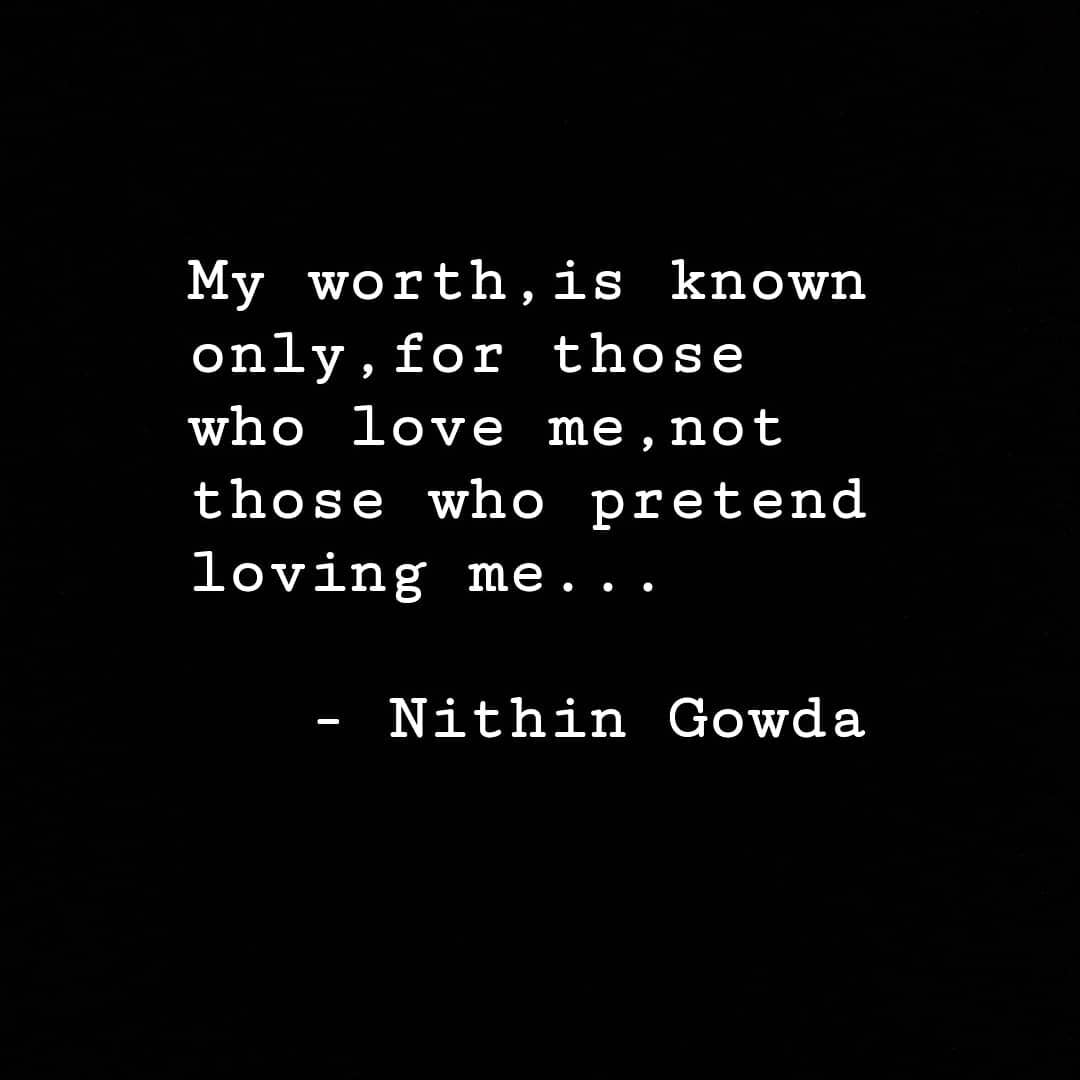 My worth,is known
only,for those
who love me,not
those who pretend
loving me...
- Nithin Gowda